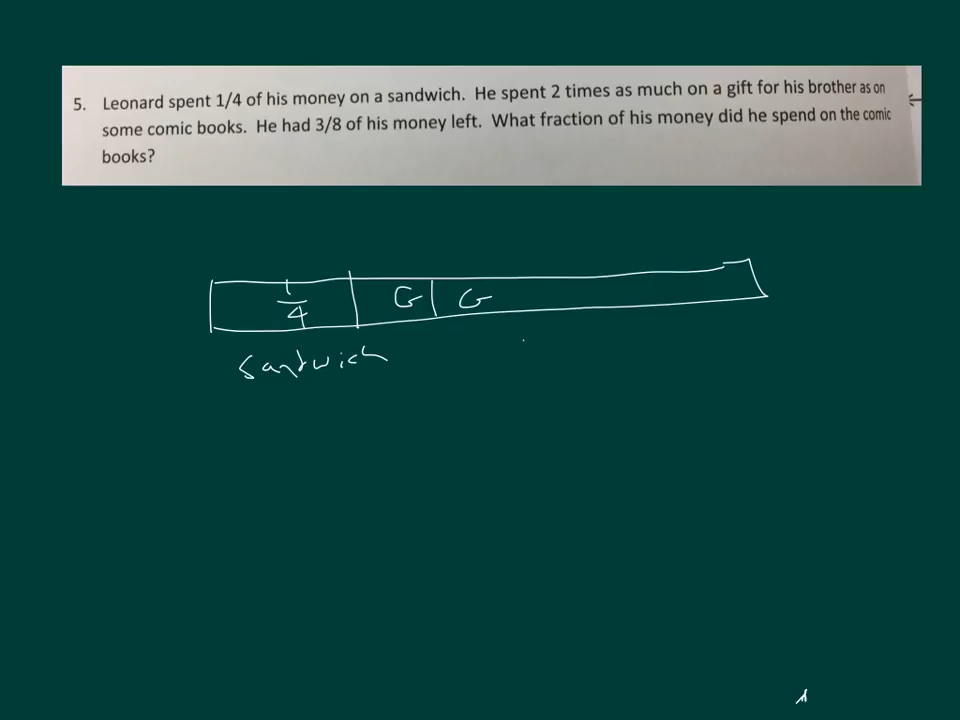 5. Leonard spent 1/4 of his money on a sandwich. He spent 2 times as much on a gift for his brother as on
some comic books. He had 3/8 of his money left. What fraction of his money did he spend on the comic
books?
1/4 G G
Sandwich